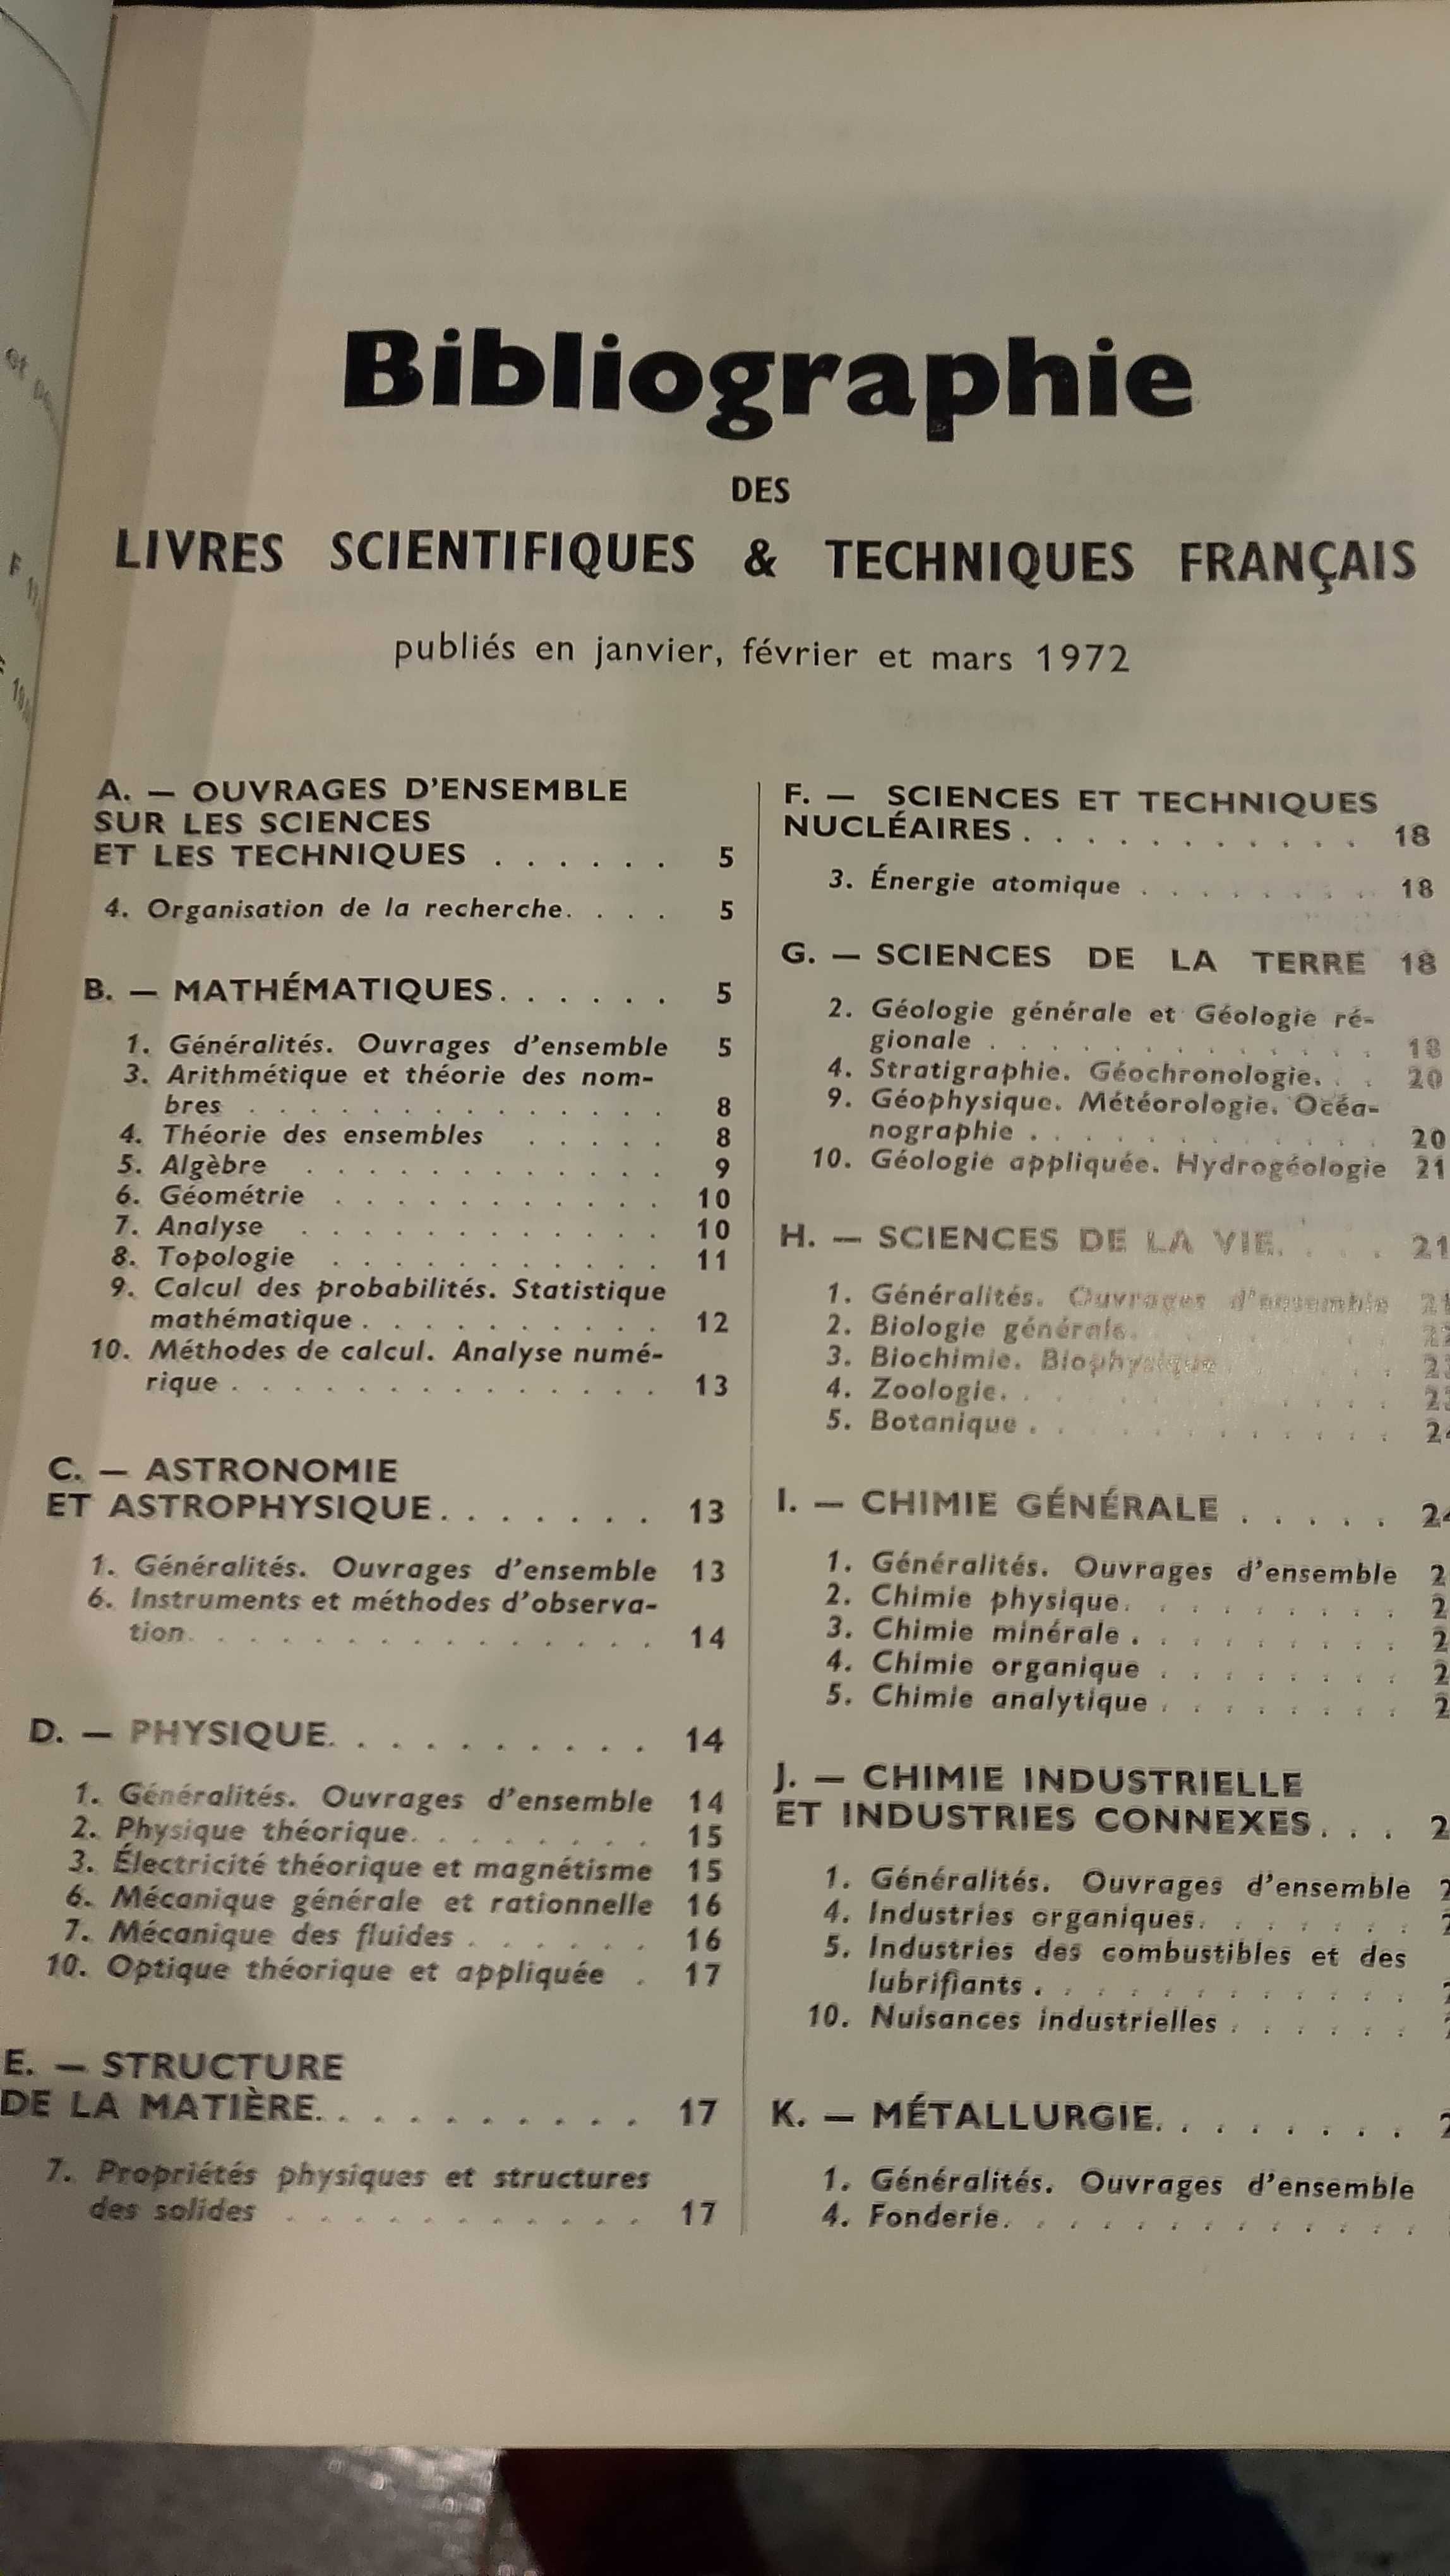 Bibliographie
DES
LIVRES SCIENTIFIQUES & TECHNIQUES FRANÇAIS
publiés en janvier, février et mars 1972
A. — OUVRAGES D'ENSEMBLE
SUR LES SCIENCES
ET LES TECHNIQUES . . . . . . 5
4. Organisation de la recherche. . . . 5
B. — MATHÉMATIQUES. . . . . . 5
1. Généralités. Ouvrages d'ensemble 5
3. Arithmétique et théorie des nom-
bres . . . . . . . . . . . . . . 8
4. Théorie des ensembles . . . . . 8
5. Algèbre . . . . . . . . . . . . 9
6. Géométrie . . . . . . . . . . . 10
7. Analyse . . . . . . . . . . . . 10
8. Topologie . . . . . . . . . . . 11
9. Calcul des probabilités. Statistique
mathématique . . . . . . . . . . 12
10. Méthodes de calcul. Analyse numé-
rique . . . . . . . . . . . . . . 13
C. — ASTRONOMIE
ET ASTROPHYSIQUE. . . . . . . 13
1. Généralités. Ouvrages d'ensemble 13
6. Instruments et méthodes d'observa-
tion. . . . . . . . . . . . . . . 14
D. — PHYSIQUE. . . . . . . . . . 14
1. Généralités. Ouvrages d'ensemble 14
2. Physique théorique. . . . . . . . 15
3. Électricité théorique et magnétisme 15
6. Mécanique générale et rationnelle 16
7. Mécanique des fluides . . . . . . 16
10. Optique théorique et appliquée . 17
E. — STRUCTURE
DE LA MATIÈRE. . . . . . . . . . 17
7. Propriétés physiques et structures
des solides . . . . . . . . . . . 17
F. — SCIENCES ET TECHNIQUES
NUCLÉAIRES . . . . . . . . . . . 18
3. Énergie atomique . . . . . . . . 18
G. — SCIENCES DE LA TERRE 18
2. Géologie générale et Géologie ré-
gionale . . . . . . . . . . . . . 18
4. Stratigraphie. Géochronologie. . . 20
9. Géophysique. Météorologie. Océa-
nographie . . . . . . . . . . . . 20
10. Géologie appliquée. Hydrogéologie 21
H. — SCIENCES DE LA VIE. . . . 21
1. Généralités. Ouvrages d'ensemble 21
2. Biologie générale.
3. Biochimie. Biophysique
4. Zoologie. . . . . . . . . . . . .
5. Botanique . . . . . . . . . . . .
I. — CHIMIE GÉNÉRALE . . . . .
1. Généralités. Ouvrages d'ensemble
2. Chimie physique. . . . . . . . .
3. Chimie minérale . . . . . . . . .
4. Chimie organique . . . . . . . .
5. Chimie analytique . . . . . . . .
J. — CHIMIE INDUSTRIELLE
ET INDUSTRIES CONNEXES. . .
1. Généralités. Ouvrages d'ensemble
4. Industries organiques. . . . . . .
5. Industries des combustibles et des
lubrifiants . . . . . . . . . . . .
10. Nuisances industrielles . . . . . .
K. — MÉTALLURGIE. . . . . . . .
1. Généralités. Ouvrages d'ensemble
4. Fonderie. . . . . . . . . . . . .